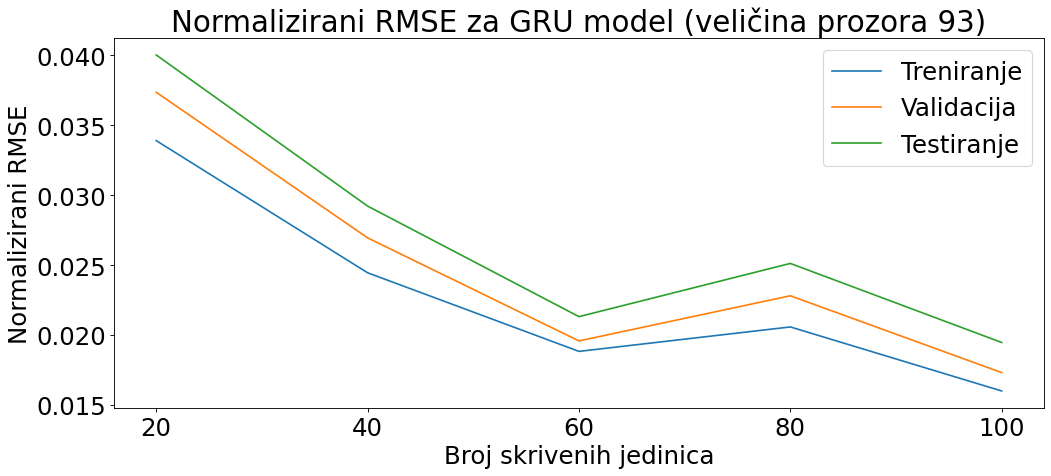 Normalizirani RMSE za GRU model (veličina prozora 93)
Treniranje
Validacija
Testiranje
Normalizirani RMSE
0.040
0.035
0.030
0.025
0.020
0.015
20 40 60 80 100
Broj skrivenih jedinica